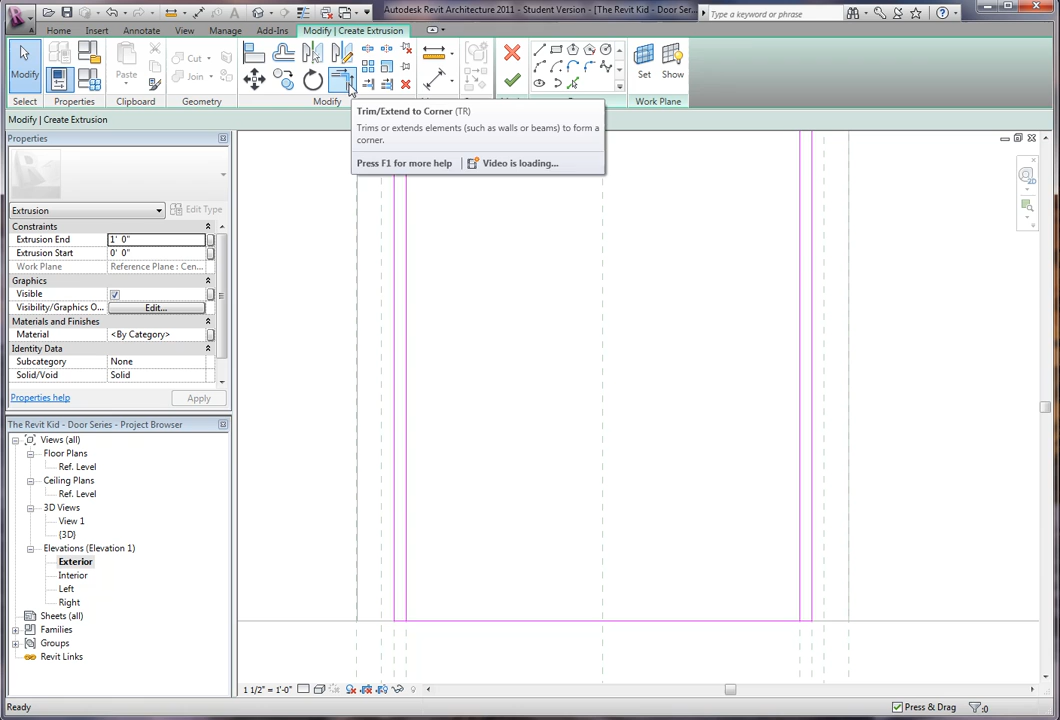 Autodesk Revit Architecture 2011 - Student Version - [The Revit Kid - Door Ser...
Type a keyword or phrase
Home Insert Annotate View Manage Add-Ins Modify | Create Extrusion
Modify
Paste
Cut
Join
Set Show
Select Properties Clipboard Geometry Modify Work Plane
Modify | Create Extrusion
Trim/Extend to Corner (TR)
Trims or extends elements (such as walls or beams) to form a
corner.
Press F1 for more help Video is loading...
Properties
Extrusion Edit Type
Constraints
Extrusion End 1' 0"
Extrusion Start 0' 0"
Work Plane Reference Plane : Cen...
Graphics
Visible
Visibility/Graphics O... Edit...
Materials and Finishes
Material <By Category>
Identity Data
Subcategory None
Solid/Void Solid
Properties help Apply
The Revit Kid - Door Series - Project Browser
Views (all)
Floor Plans
Ref. Level
Ceiling Plans
Ref. Level
3D Views
View 1
{3D}
Elevations (Elevation 1)
Exterior
Interior
Left
Right
Sheets (all)
Families
Groups
Revit Links
2D
1 1/2" = 1'-0"
Ready Press & Drag :0